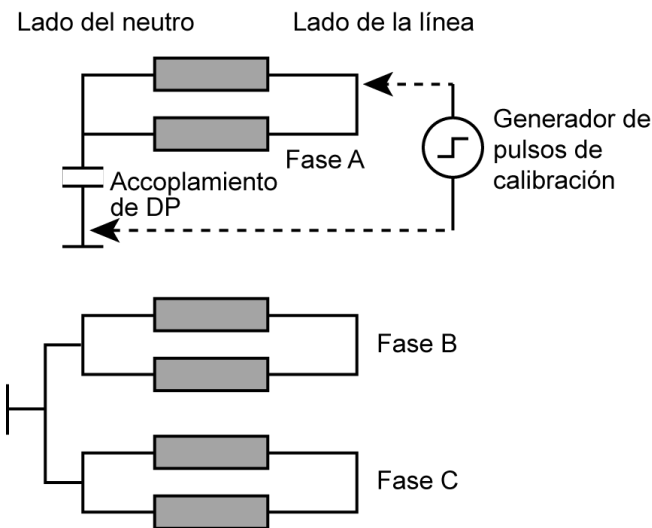 Lado del neutro
Lado de la línea
Generador de
pulsos de
calibración
Fase A
Accoplamiento
de DP
Fase B
Fase C